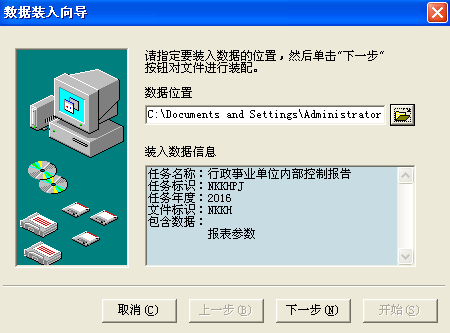 数据装入向导
请指定要装入数据的位置，然后单击"下一步"
按钮对文件进行装配。
数据位置
C:\Documents and Settings\Administrator
装入数据信息
任务名称：行政事业单位内部控制报告
任务标识：NKKHPJ
任务年度：2016
文件标识：NKKH
包含数据：
报表参数
取消(C)
上一步(B)
下一步(N)
开始(S)